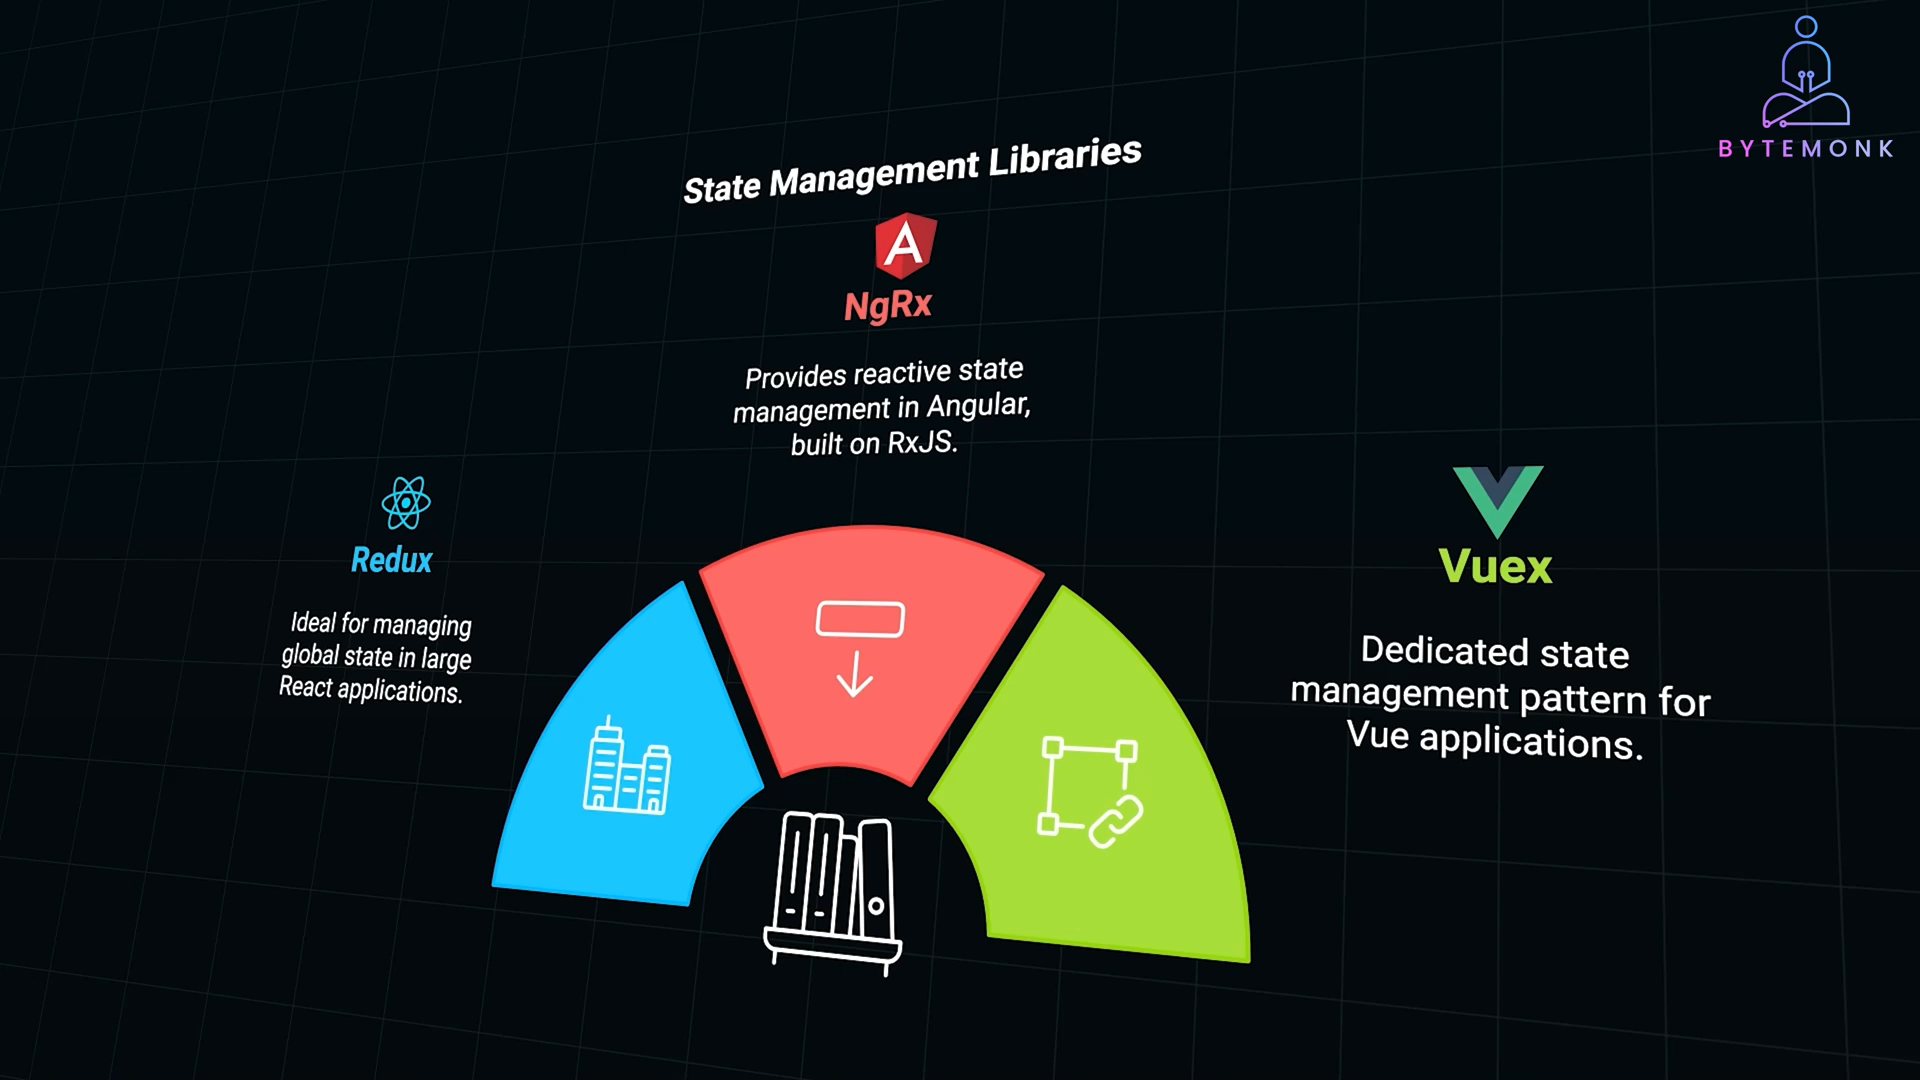 BYTEMONK
State Management Libraries
NgRx
Provides reactive state
management in Angular,
built on RxJS.
Redux
Ideal for managing
global state in large
React applications.
Vuex
Dedicated state
management pattern for
Vue applications.